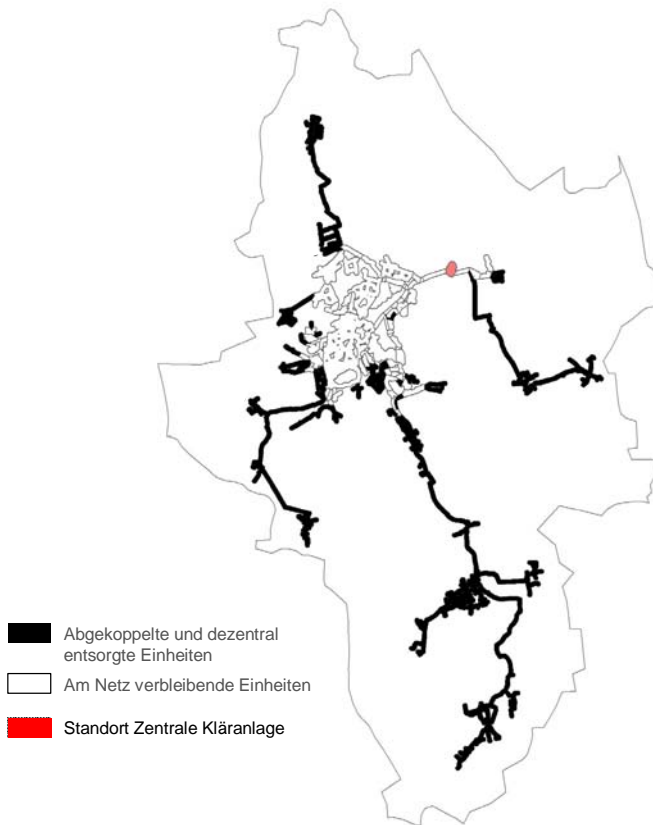 Abgekoppelte und dezentral
entsorgte Einheiten
Am Netz verbleibende Einheiten
Standort Zentrale Kläranlage